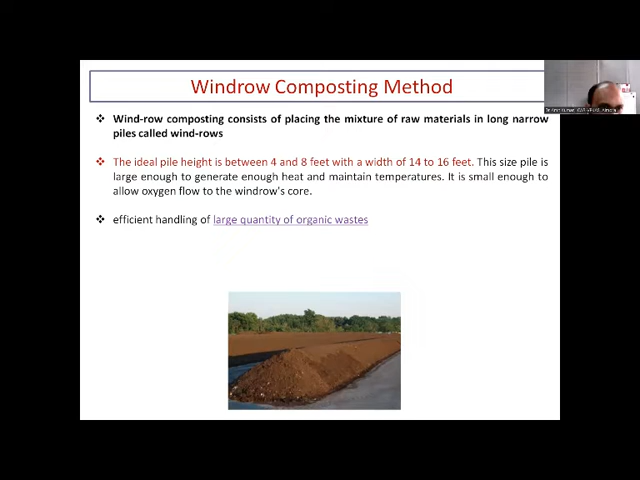 Windrow Composting Method
❖ Wind-row composting consists of placing the mixture of raw materials in long narrow
piles called wind-rows
❖ The ideal pile height is between 4 and 8 feet with a width of 14 to 16 feet. This size pile is
large enough to generate enough heat and maintain temperatures. It is small enough to
allow oxygen flow to the windrow's core.
❖ efficient handling of large quantity of organic wastes